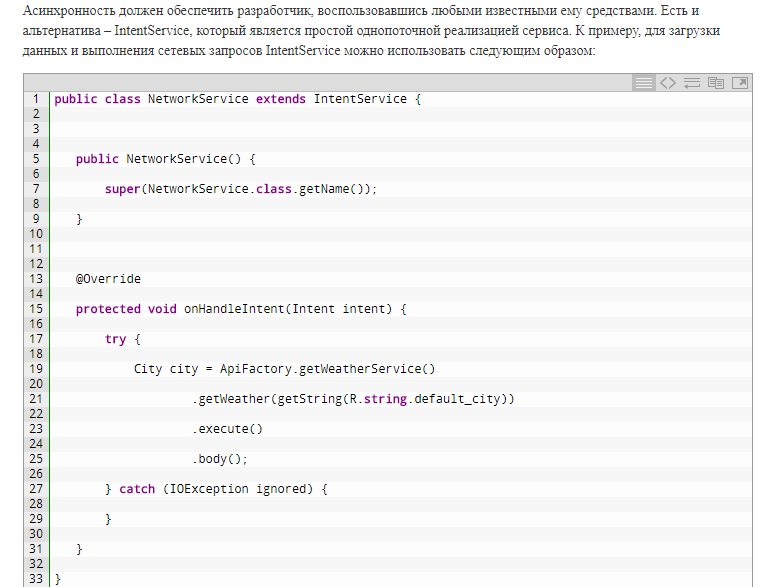 Асинхронность должен обеспечить разработчик, воспользовавшись любыми известными ему средствами. Есть и
альтернатива – IntentService, который является простой однопоточной реализацией сервиса. К примеру, для загрузки
данных и выполнения сетевых запросов IntentService можно использовать следующим образом:
1 public class NetworkService extends IntentService {
2
3
4
5 public NetworkService() {
6
7 super(NetworkService.class.getName());
8
9 }
10
11
12
13 @Override
14
15 protected void onHandleIntent(Intent intent) {
16
17 try {
18
19 City city = ApiFactory.getWeatherService()
20
21 .getWeather(getString(R.string.default_city))
22
23 .execute()
24
25 .body();
26
27 } catch (IOException ignored) {
28
29 }
30
31 }
32
33 }